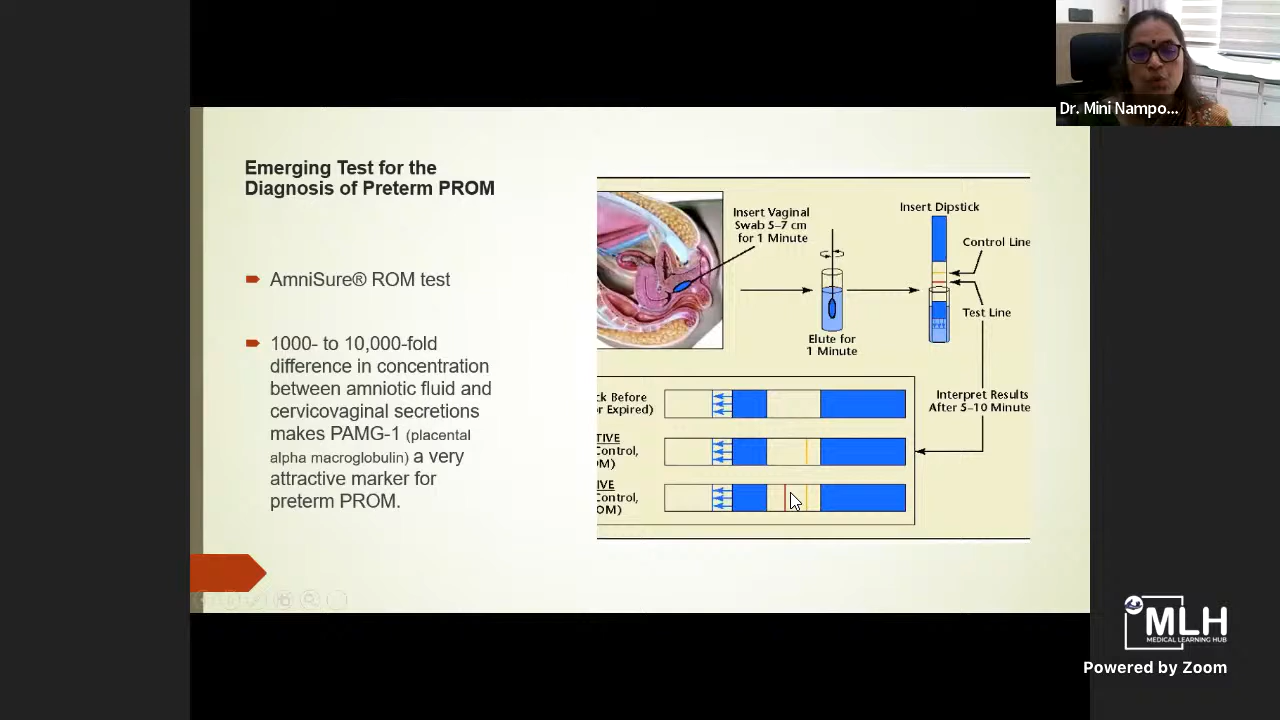 Dr. Mini Nampo...
Emerging Test for the
Diagnosis of Preterm PROM
AmniSure® ROM test
1000- to 10,000-fold
difference in concentration
between amniotic fluid and
cervicovaginal secretions
makes PAMG-1 (placental
alpha macroglobulin) a very
attractive marker for
preterm PROM.
Insert Vaginal
Swab 5–7 cm
for 1 Minute
Elute for
1 Minute
Insert Dipstick
Control Line
Test Line
Interpret Results
After 5–10 Minute
ck Before
or Expired)
TIVE
Control,
OM)
IVE
Control,
OM)
MLH
MEDICAL LEARNING HUB
Powered by Zoom